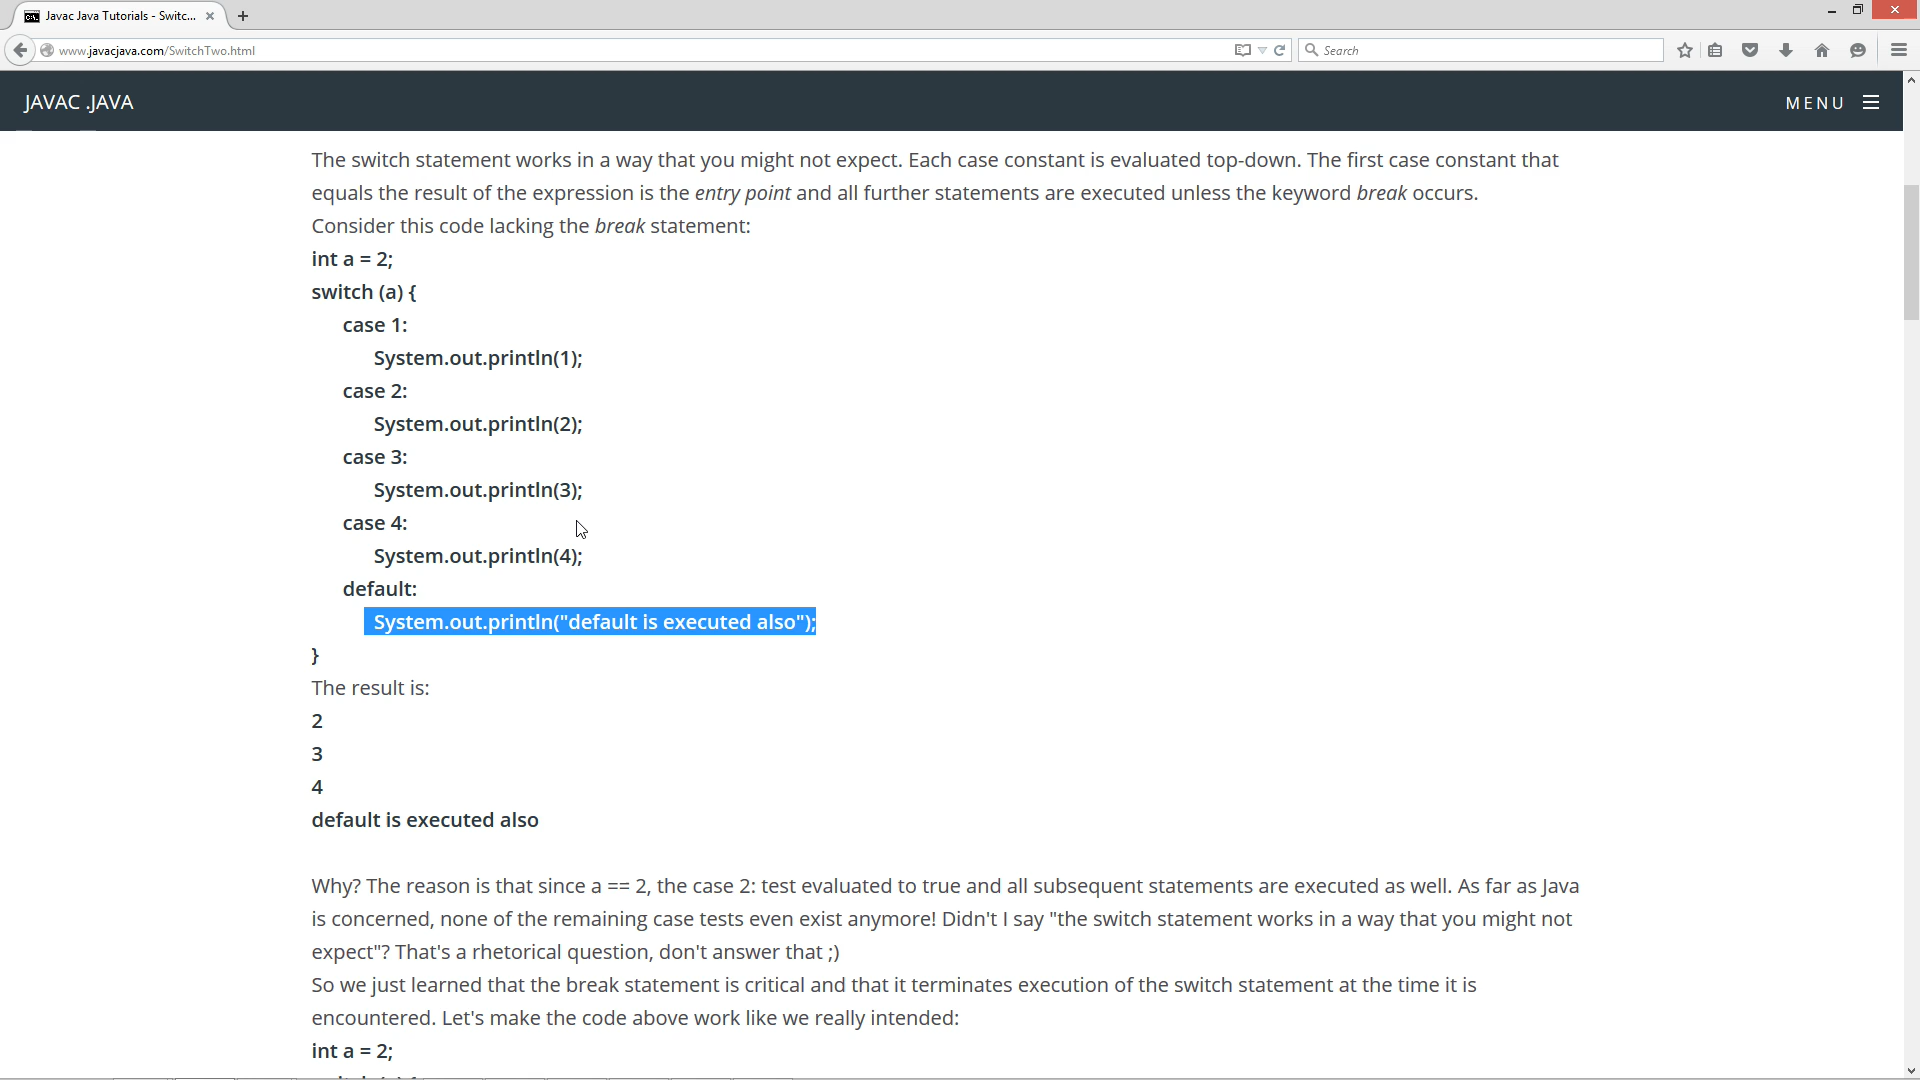 Javac Java Tutorials - Switc...
www.javacjava.com/SwitchTwo.html
Search
JAVAC .JAVA
MENU
The switch statement works in a way that you might not expect. Each case constant is evaluated top-down. The first case constant that
equals the result of the expression is the entry point and all further statements are executed unless the keyword break occurs.
Consider this code lacking the break statement:
int a = 2;
switch (a) {
case 1:
System.out.println(1);
case 2:
System.out.println(2);
case 3:
System.out.println(3);
case 4:
System.out.println(4);
default:
System.out.println("default is executed also");
}
The result is:
2
3
4
default is executed also
Why? The reason is that since a == 2, the case 2: test evaluated to true and all subsequent statements are executed as well. As far as Java
is concerned, none of the remaining case tests even exist anymore! Didn't I say "the switch statement works in a way that you might not
expect"? That's a rhetorical question, don't answer that ;)
So we just learned that the break statement is critical and that it terminates execution of the switch statement at the time it is
encountered. Let's make the code above work like we really intended:
int a = 2;